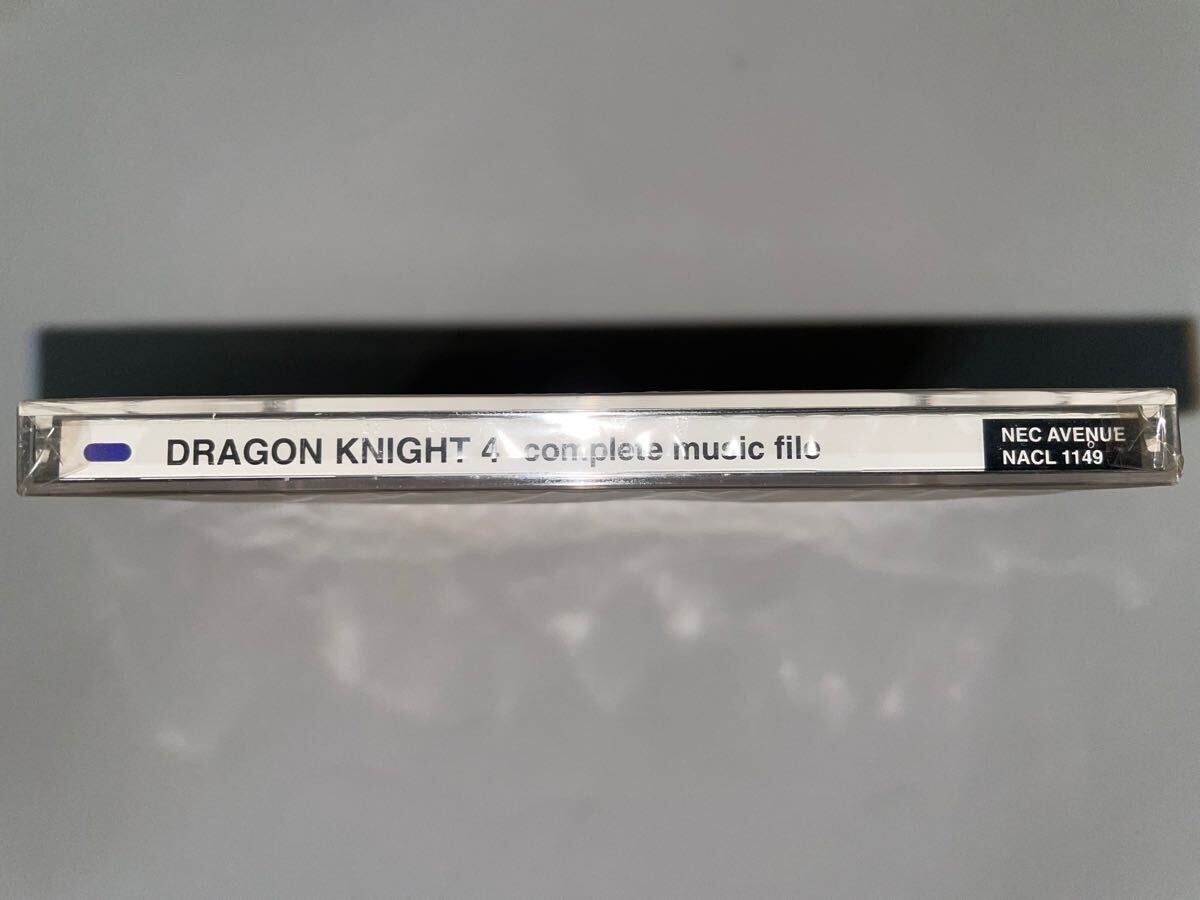 DRAGON KNIGHT 4 complete music file
NEC AVENUE
NACL 1149